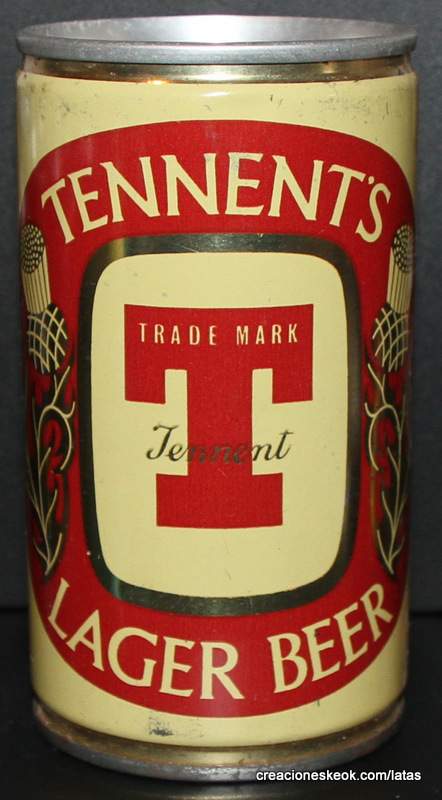 TENNENT'S
TRADE MARK
T
Tennent
LAGER BEER
creacioneskeok.com/latas